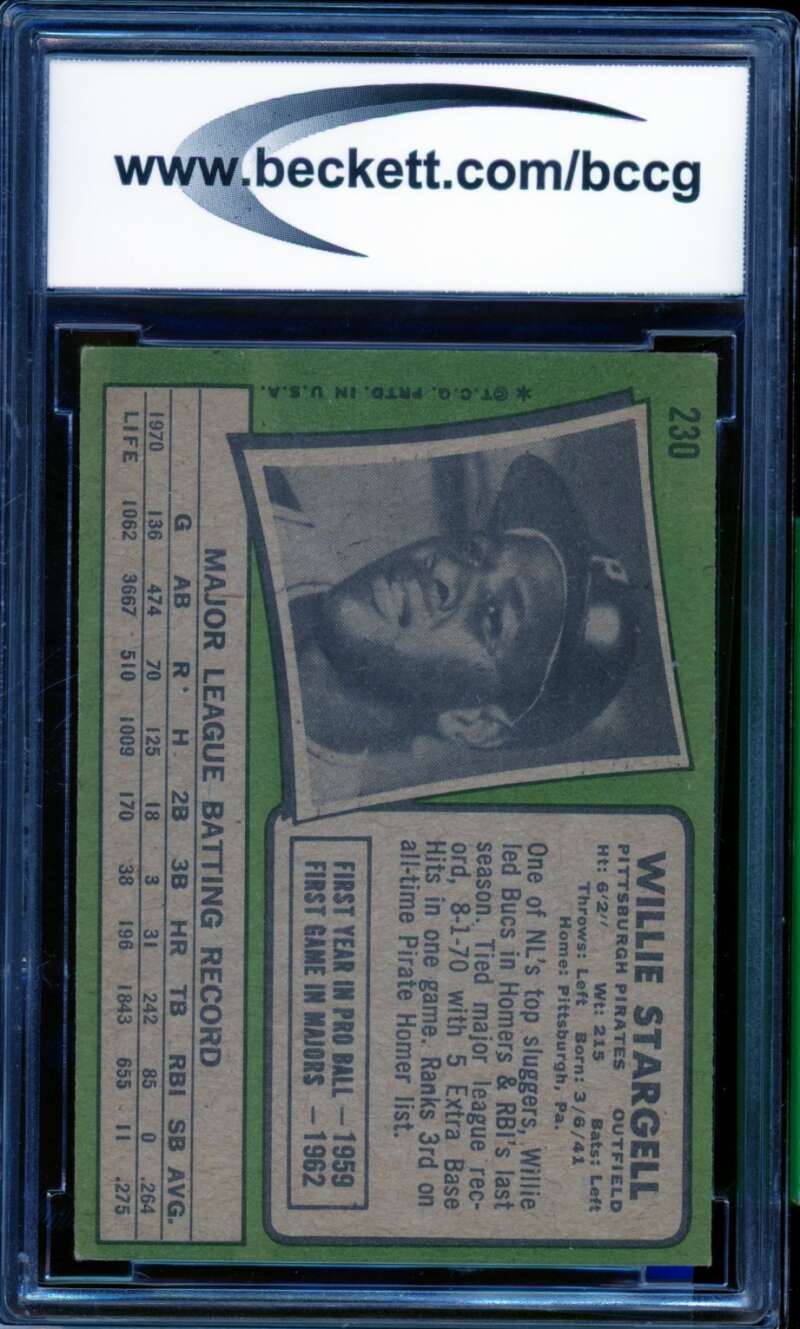 www.beckett.com/bccg
230
WILLIE STARGELL
PITTSBURGH PIRATES OUTFIELD
Ht: 6'2" Wt: 215 Bats: Left
Throws: Left Born: 3/6/41
Home: Pittsburgh, Pa.
One of NL's top sluggers, Willie
led Bucs in Homers & RBI's last
season. Tied major league rec-
ord, 8-1-70 with 5 Extra Base
Hits in one game. Ranks 3rd on
all-time Pirate Homer list.
FIRST YEAR IN PRO BALL — 1959
FIRST GAME IN MAJORS — 1962
MAJOR LEAGUE BATTING RECORD
G AB R H 2B 3B HR TB RBI SB AVG.
1970 136 474 70 125 18 3 31 242 85 0 .264
LIFE 1062 3667 510 1009 170 38 196 1843 655 11 .275
* © T.C.G. PRTD. IN U.S.A.